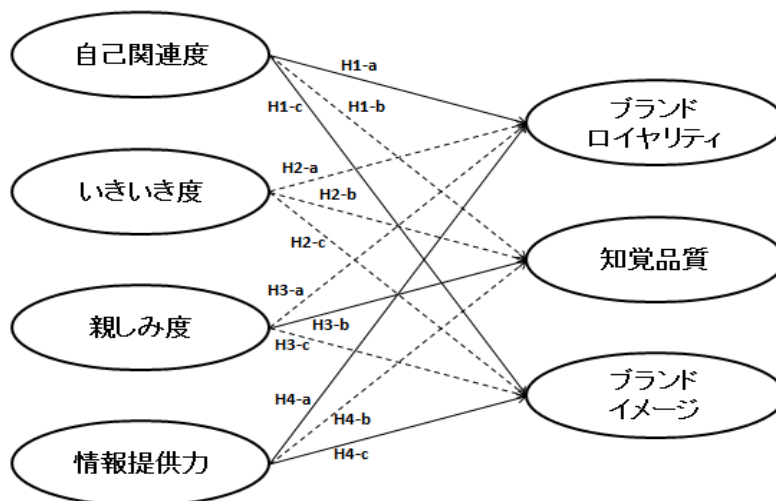 自己関連度
いきいき度
親しみ度
情報提供力
H1-a
H1-b
H1-c
H2-a
H2-b
H2-c
H3-a
H3-b
H3-c
H4-a
H4-b
H4-c
ブランド
ロイヤリティ
知覚品質
ブランド
イメージ